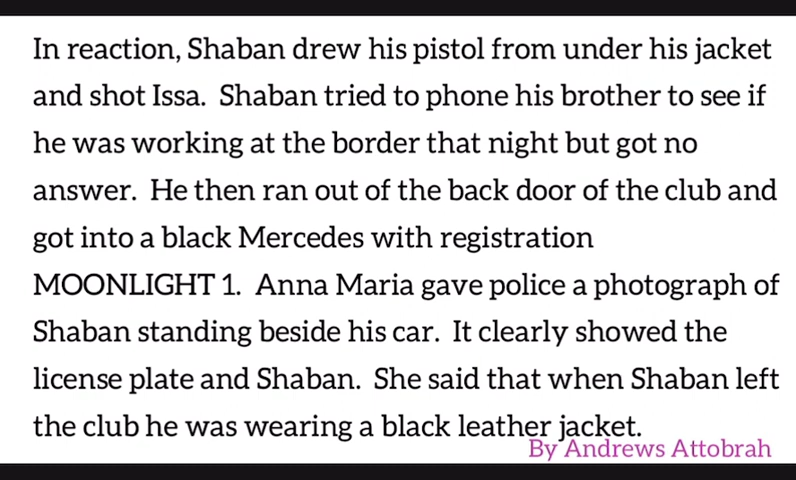 In reaction, Shaban drew his pistol from under his jacket
and shot Issa.  Shaban tried to phone his brother to see if
he was working at the border that night but got no
answer.  He then ran out of the back door of the club and
got into a black Mercedes with registration
MOONLIGHT 1.  Anna Maria gave police a photograph of
Shaban standing beside his car.  It clearly showed the
license plate and Shaban.  She said that when Shaban left
the club he was wearing a black leather jacket.
By Andrews Attobrah